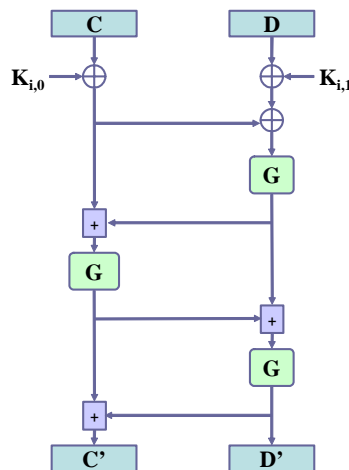 C D
K_{i,0} K_{i,1}
G
+
G
+
G
+
C' D'